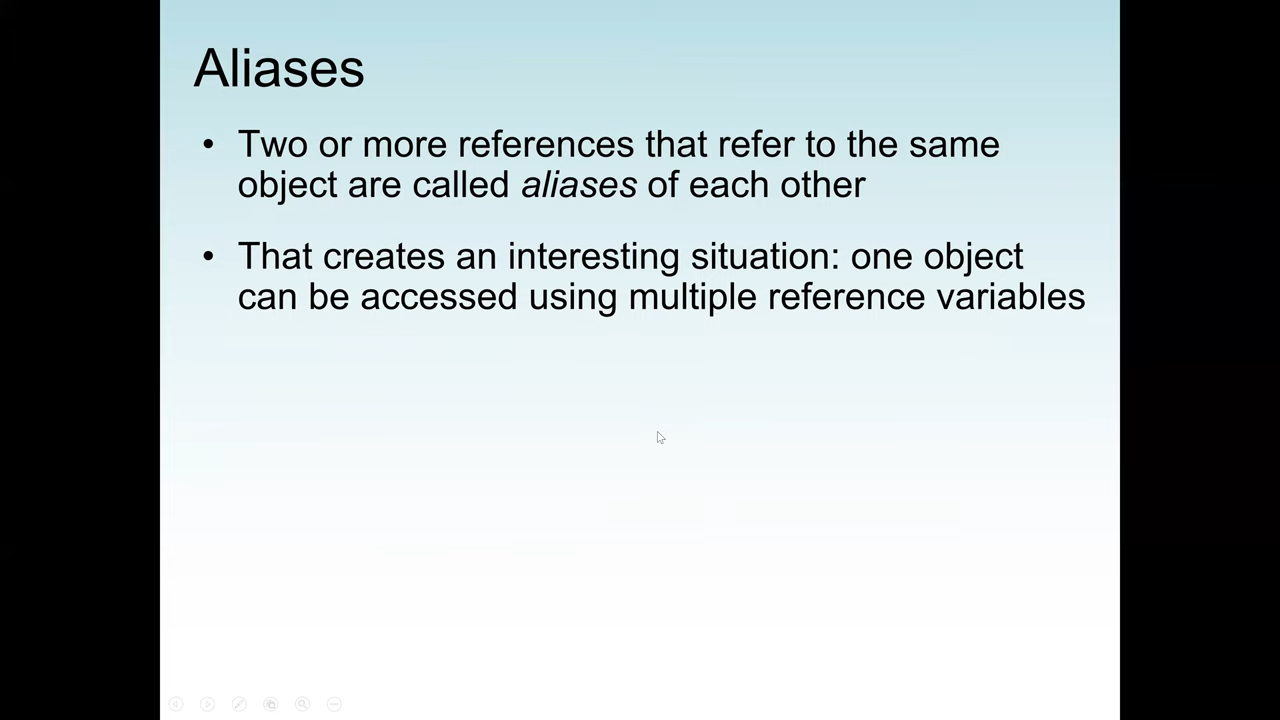 Aliases
• Two or more references that refer to the same
object are called aliases of each other
• That creates an interesting situation: one object
can be accessed using multiple reference variables